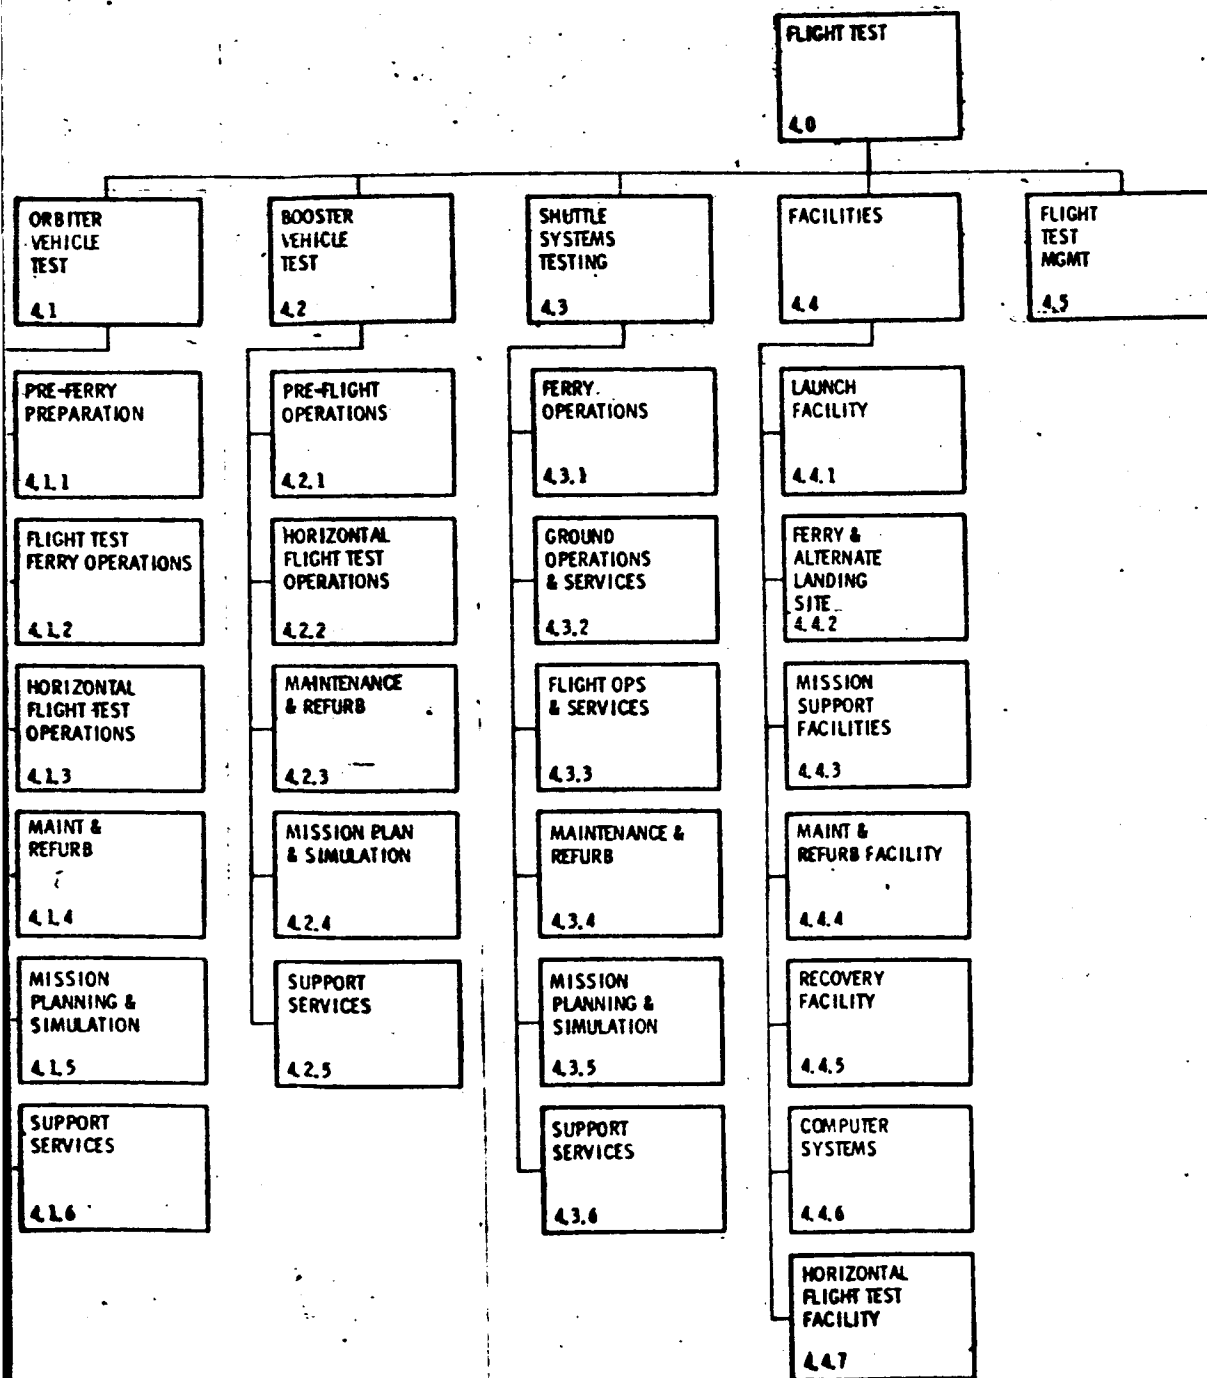 FLIGHT TEST
4.0
ORBITER
VEHICLE
TEST
4.1
BOOSTER
VEHICLE
TEST
4.2
SHUTTLE
SYSTEMS
TESTING
4.3
FACILITIES
4.4
FLIGHT
TEST
MGMT
4.5
PRE-FERRY
PREPARATION
4.1.1
FLIGHT TEST
FERRY OPERATIONS
4.1.2
HORIZONTAL
FLIGHT TEST
OPERATIONS
4.1.3
MAINT &
REFURB
4.1.4
MISSION
PLANNING &
SIMULATION
4.1.5
SUPPORT
SERVICES
4.1.6
PRE-FLIGHT
OPERATIONS
4.2.1
HORIZONTAL
FLIGHT TEST
OPERATIONS
4.2.2
MAINTENANCE
& REFURB
4.2.3
MISSION PLAN
& SIMULATION
4.2.4
SUPPORT
SERVICES
4.2.5
FERRY
OPERATIONS
4.3.1
GROUND
OPERATIONS
& SERVICES
4.3.2
FLIGHT OPS
& SERVICES
4.3.3
MAINTENANCE &
REFURB
4.3.4
MISSION
PLANNING &
SIMULATION
4.3.5
SUPPORT
SERVICES
4.3.6
LAUNCH
FACILITY
4.4.1
FERRY &
ALTERNATE
LANDING
SITE
4.4.2
MISSION
SUPPORT
FACILITIES
4.4.3
MAINT &
REFURB FACILITY
4.4.4
RECOVERY
FACILITY
4.4.5
COMPUTER
SYSTEMS
4.4.6
HORIZONTAL
FLIGHT TEST
FACILITY
4.4.7